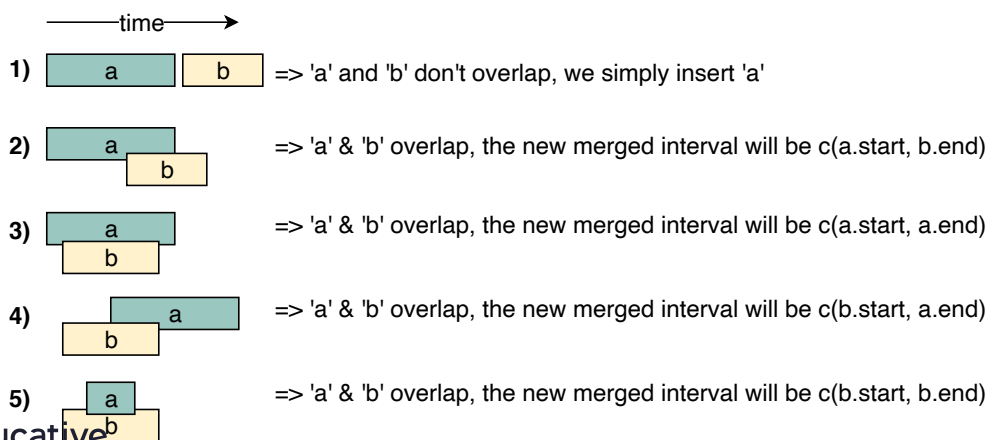 time
1) a b => 'a' and 'b' don't overlap, we simply insert 'a'
2) a => 'a' & 'b' overlap, the new merged interval will be c(a.start, b.end)
b
3) a => 'a' & 'b' overlap, the new merged interval will be c(a.start, a.end)
b
4) a => 'a' & 'b' overlap, the new merged interval will be c(b.start, a.end)
b
5) a => 'a' & 'b' overlap, the new merged interval will be c(b.start, b.end)
b
ucative